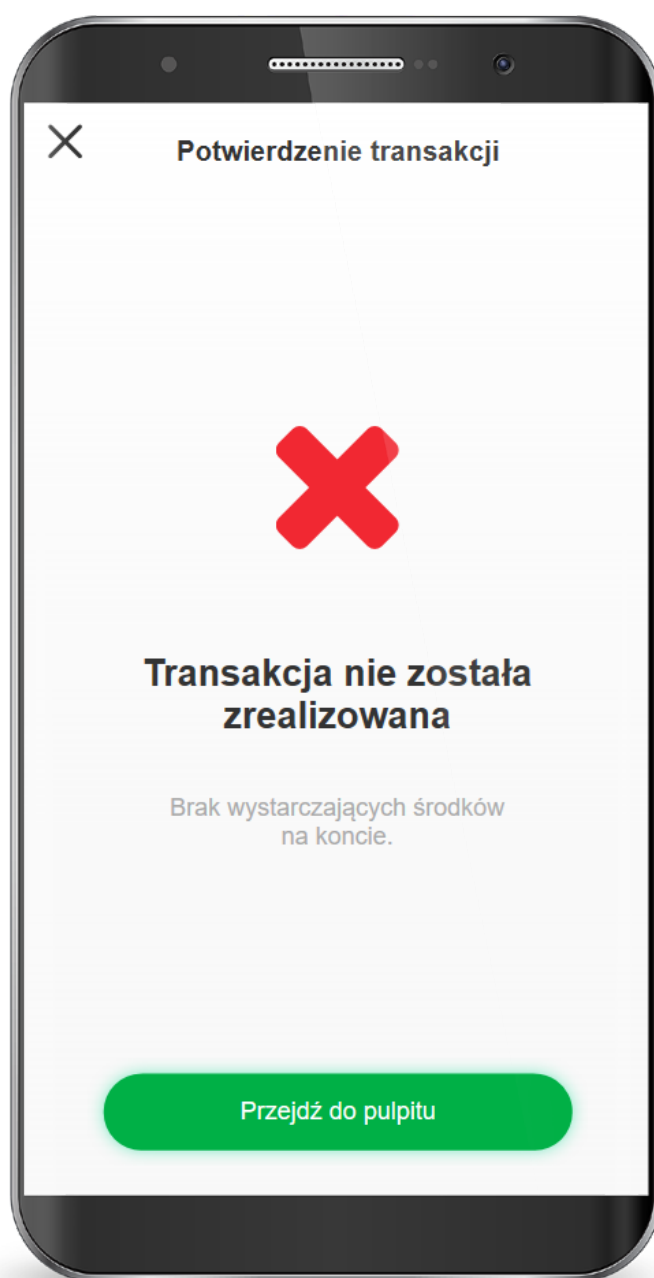 Potwierdzenie transakcji
Transakcja nie została
zrealizowana
Brak wystarczających środków
na koncie.
Przejdź do pulpitu